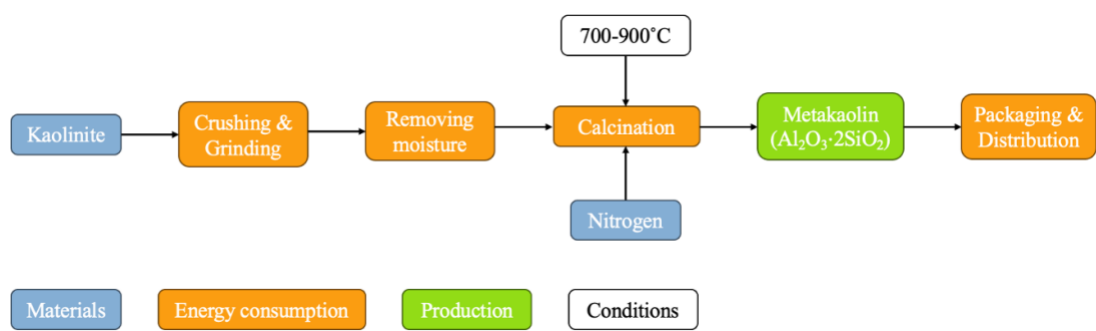 700-900˚C
Kaolinite
Crushing &
Grinding
Removing
moisture
Calcination
Metakaolin
(Al₂O₃·2SiO₂)
Packaging &
Distribution
Nitrogen
Materials
Energy consumption
Production
Conditions